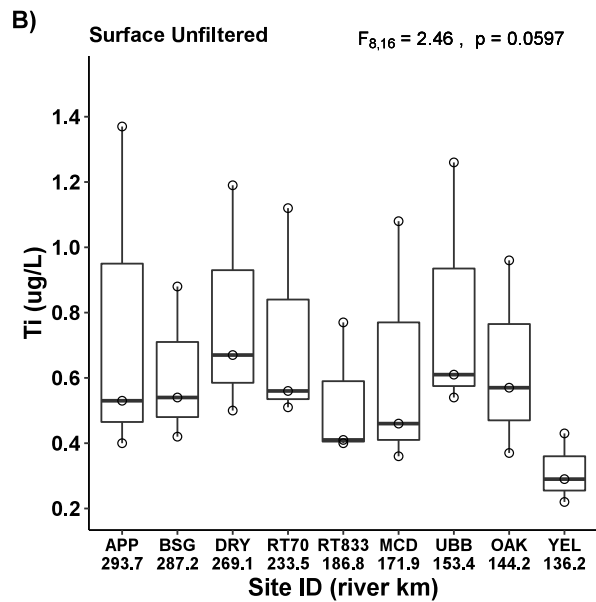 B)
Surface Unfiltered
F8,16 = 2.46 , p = 0.0597
Ti (ug/L)
1.4
1.2
1.0
0.8
0.6
0.4
0.2
APP BSG DRY RT70 RT833 MCD UBB OAK YEL
293.7 287.2 269.1 233.5 186.8 171.9 153.4 144.2 136.2
Site ID (river km)